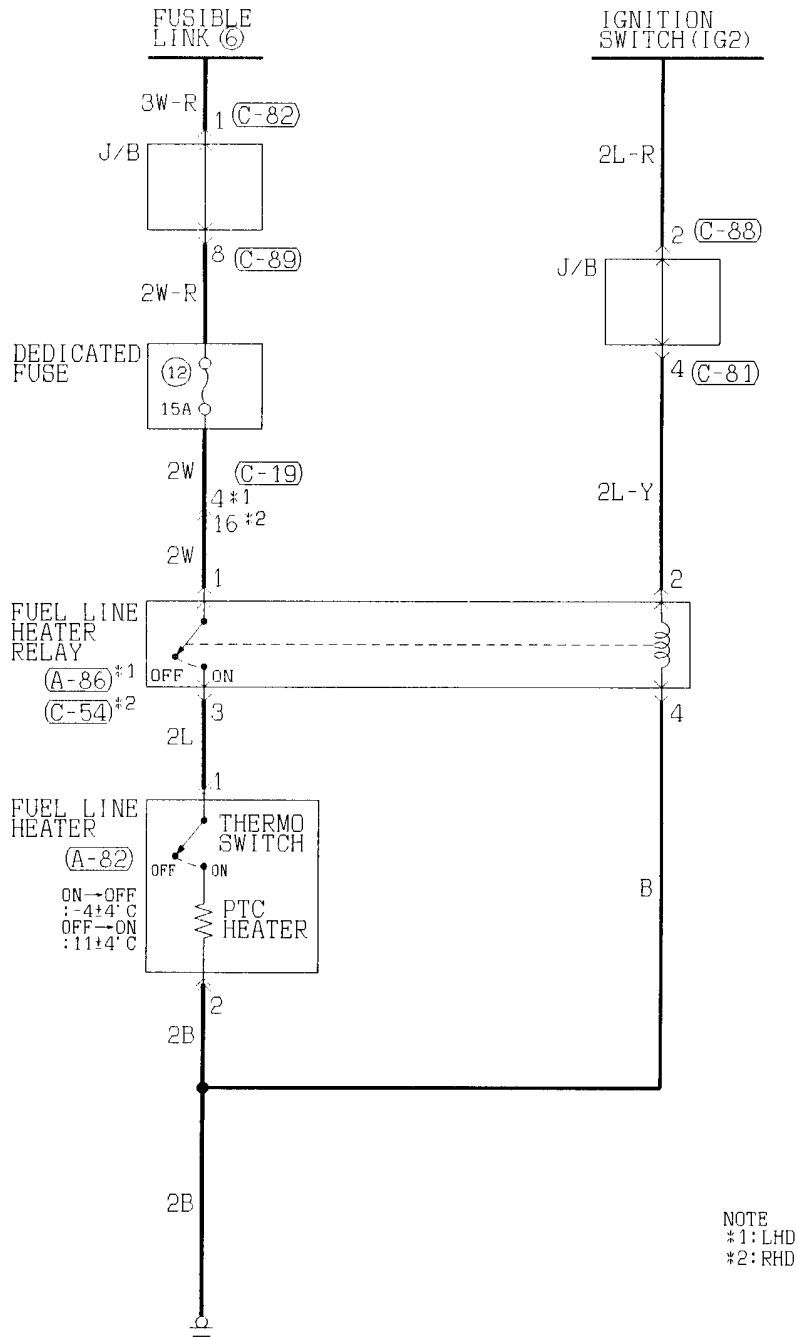 FUSIBLE
LINK ⑥
IGNITION
SWITCH (IG2)
3W-R
1
C-82
J/B
2L-R
8
C-89
2
C-88
J/B
2W-R
DEDICATED
FUSE
12
15A
4
C-81
2W
C-19
4 *1
16 *2
2L-Y
2W
1
2
FUEL LINE
HEATER
RELAY
A-86 *1
C-54 *2
OFF
ON
3
4
2L
1
FUEL LINE
HEATER
A-82
THERMO
SWITCH
OFF
ON
ON→OFF
:-4±4°C
OFF→ON
:11±4°C
PTC
HEATER
B
2
2B
2B
NOTE
*1:LHD
*2:RHD